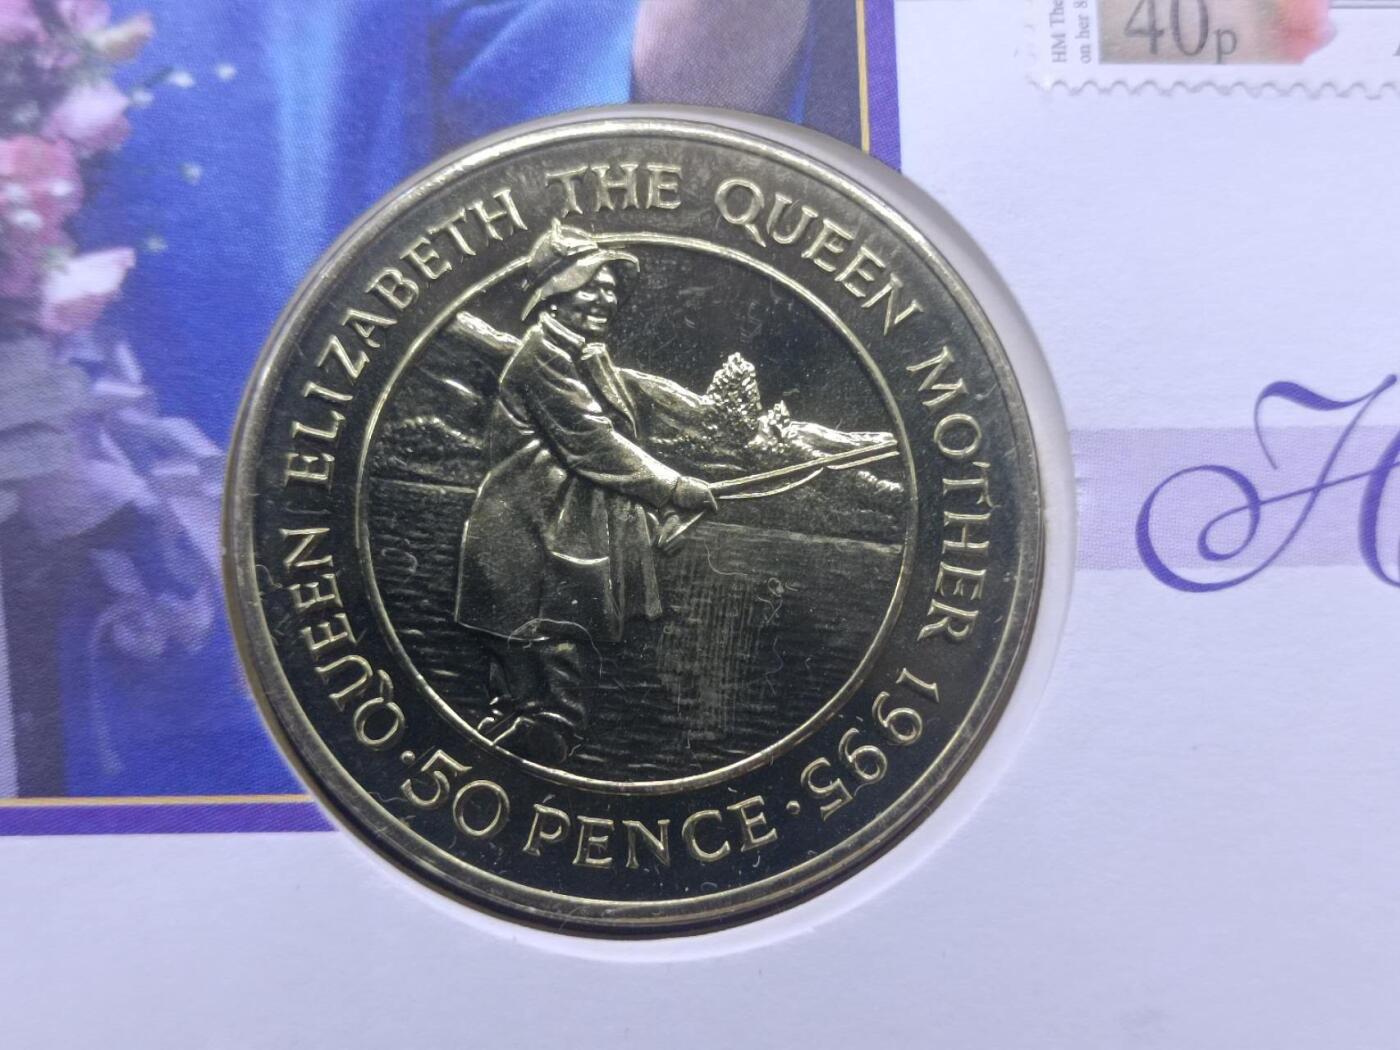 HM The
on her 8
40p
QUEEN ELIZABETH THE QUEEN MOTHER 1995
· 50 PENCE ·